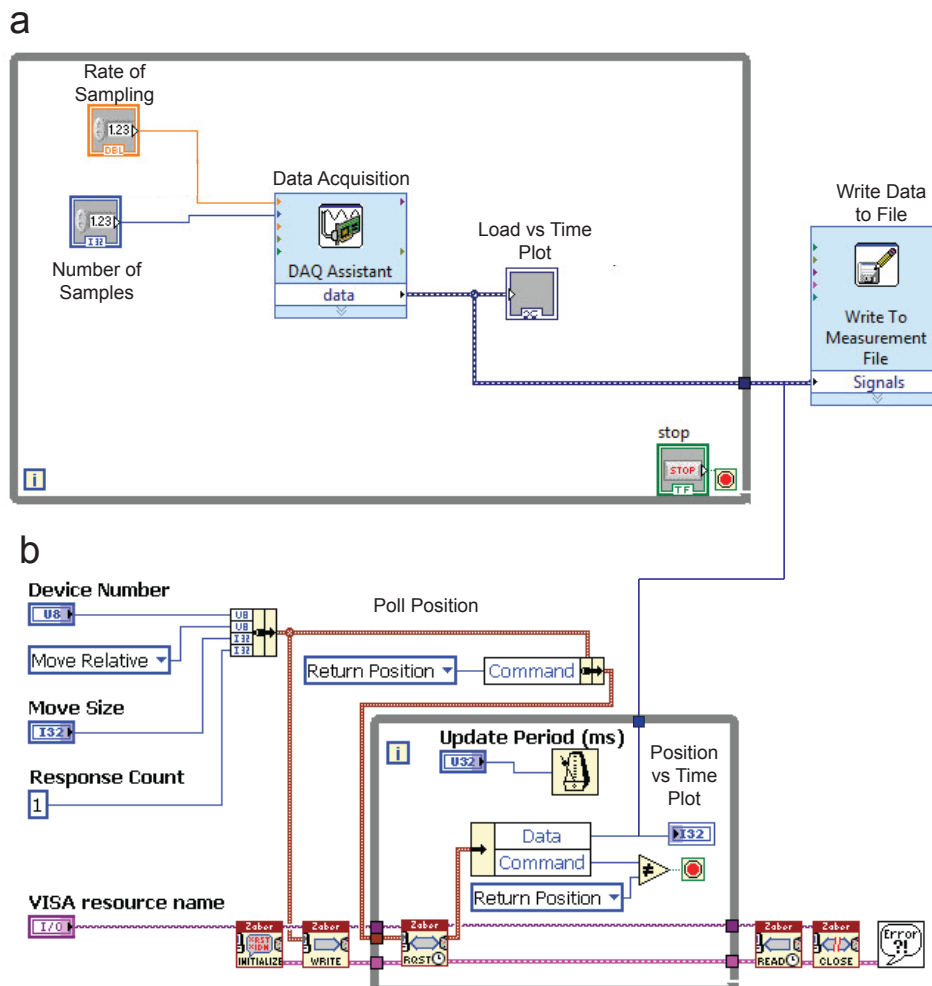 a
Rate of
Sampling
1.23
DBL
1.23
I32
Number of
Samples
Data Acquisition
DAQ Assistant
data
Load vs Time
Plot
Write Data
to File
Write To
Measurement
File
Signals
stop
STOP
TF
i
b
Device Number
U8
Move Relative
Move Size
I32
Response Count
1
U8
U8
I32
I32
Poll Position
Return Position
Command
i
Update Period (ms)
U32
Position
vs Time
Plot
Data
Command
I32
≠
Return Position
VISA resource name
I/O
Zaber
INITIALIZE
Zaber
WRITE
Zaber
RQST
Zaber
READ
Zaber
CLOSE
Error
?!